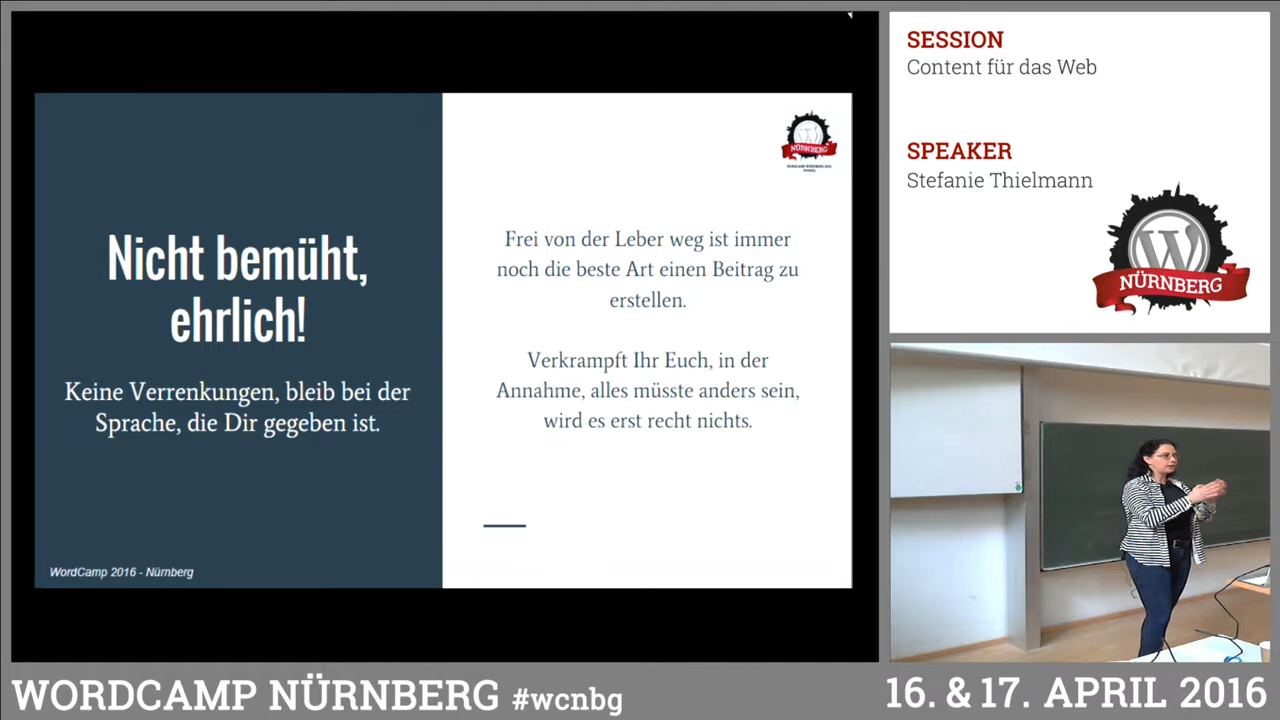 Nicht bemüht,
ehrlich!
Keine Verrenkungen, bleib bei der
Sprache, die Dir gegeben ist.
WordCamp 2016 - Nürnberg
NÜRNBERG
WORDCAMP NÜRNBERG 2016
Frei von der Leber weg ist immer
noch die beste Art einen Beitrag zu
erstellen.
Verkrampft Ihr Euch, in der
Annahme, alles müsste anders sein,
wird es erst recht nichts.
SESSION
Content für das Web
SPEAKER
Stefanie Thielmann
W
NÜRNBERG
WORDCAMP NÜRNBERG #wcnbg
16. & 17. APRIL 2016